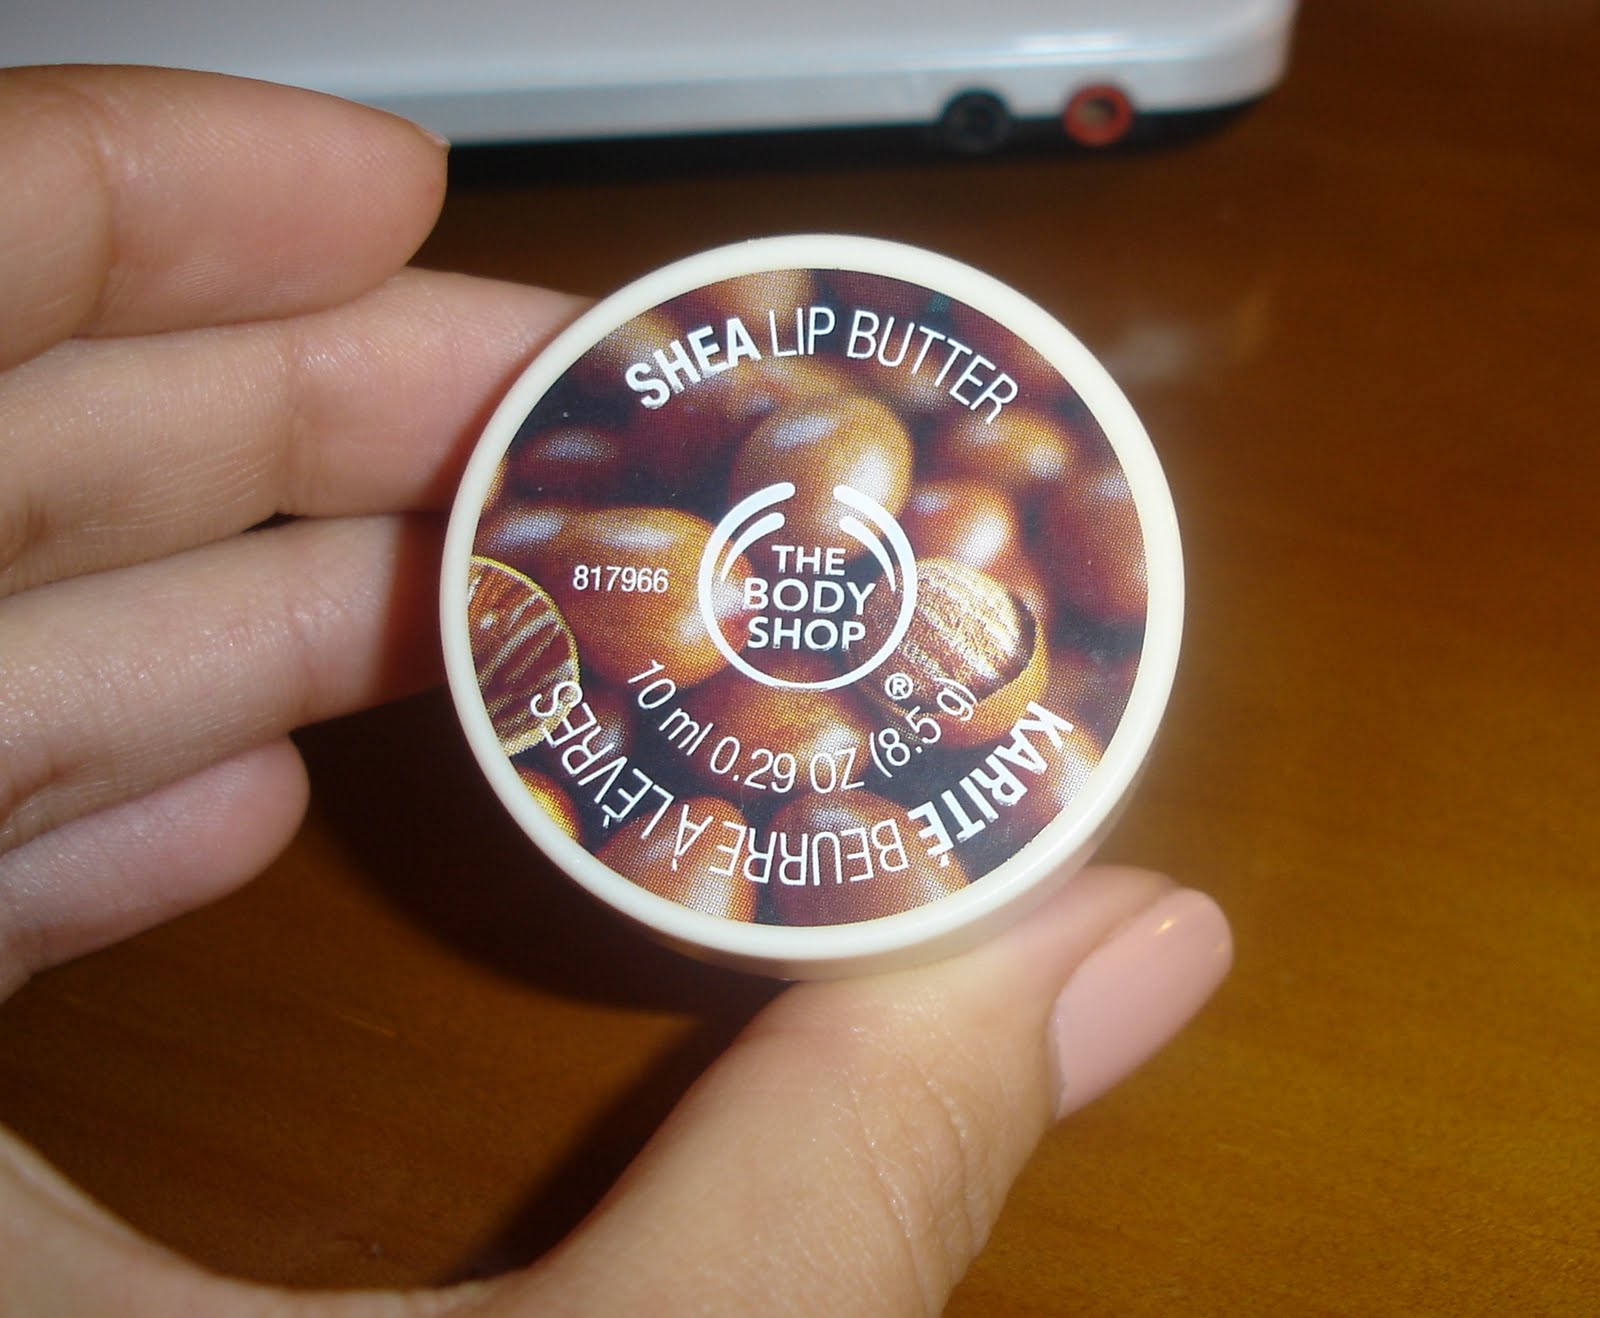 SHEA LIP BUTTER
817966
THE
BODY
SHOP
®
10 ml 0.29 OZ (8.5 g)
KARITÉ BEURRE À LÈVRES